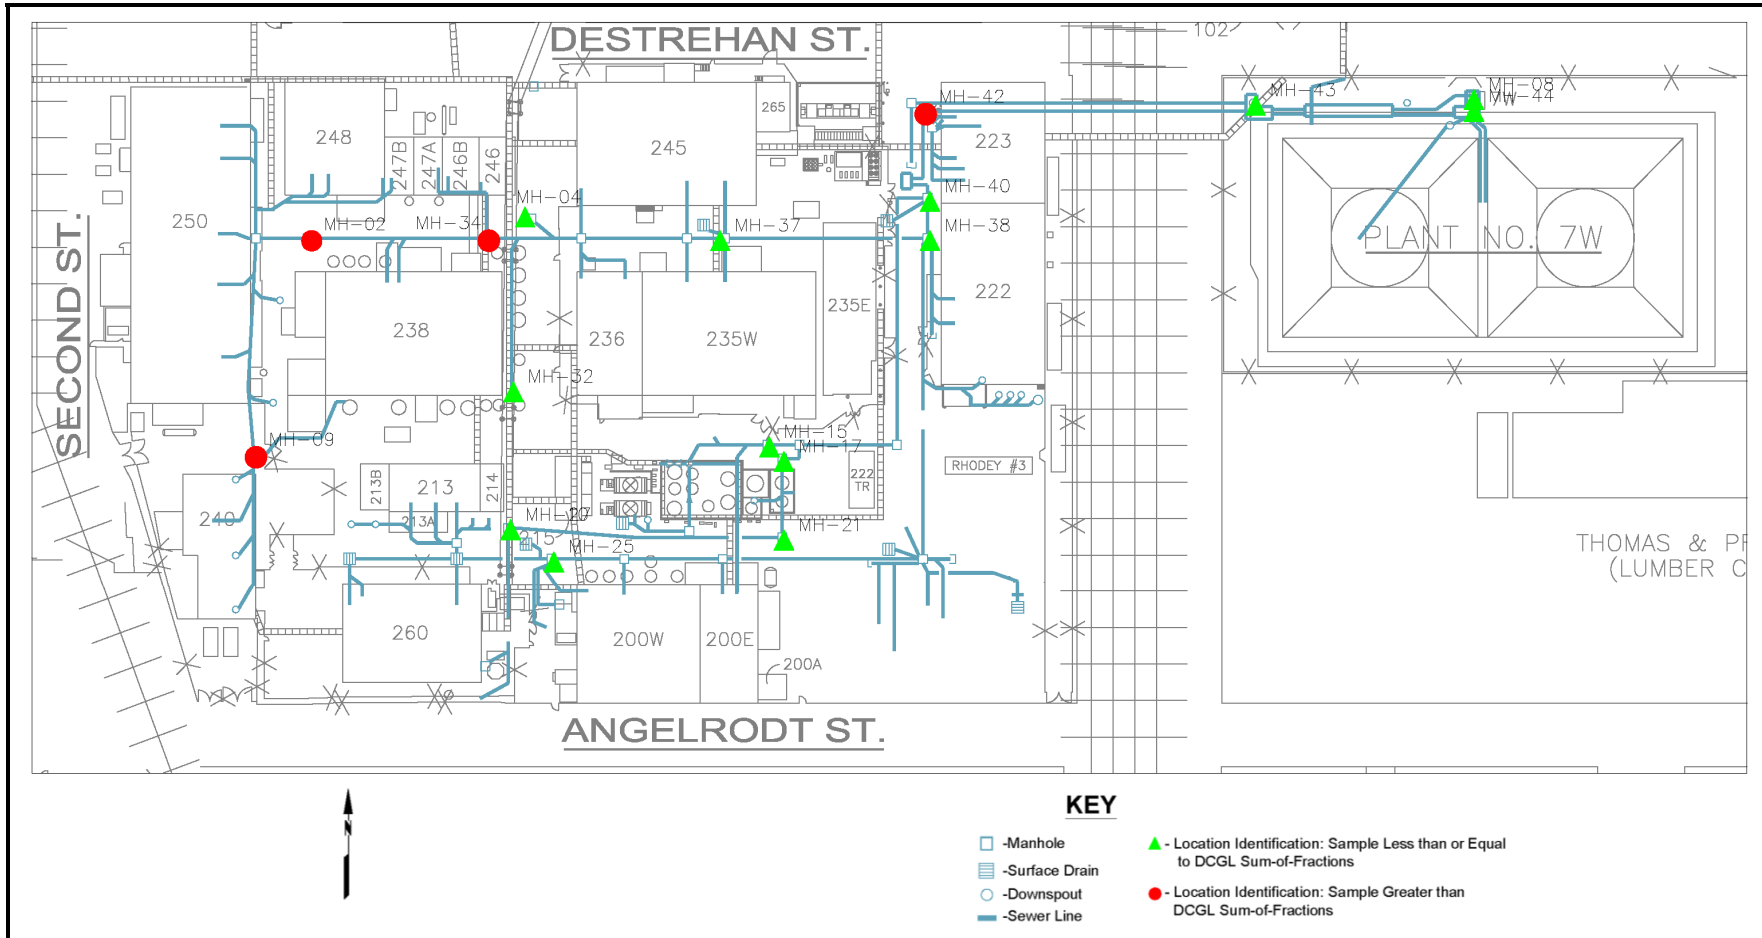 DESTREHAN ST.
102
MH-43
MH-08
MW-44
MH-42
265
248
245
223
247B
247A
246B
246
MH-40
MH-04
250
MH-02
MH-34
MH-37
MH-38
PLANT NO. 7W
SECOND ST.
222
235E
238
236
235W
MH-32
MH-09
MH-15
MH-17
RHODEY #3
213B
213
214
222
TR
240
213A
MH-21
215
MH-25
THOMAS & PR
(LUMBER C
260
200W
200E
200A
ANGELRODT ST.
N
KEY
-Manhole
-Surface Drain
-Downspout
-Sewer Line
- Location Identification: Sample Less than or Equal
to DCGL Sum-of-Fractions
- Location Identification: Sample Greater than
DCGL Sum-of-Fractions